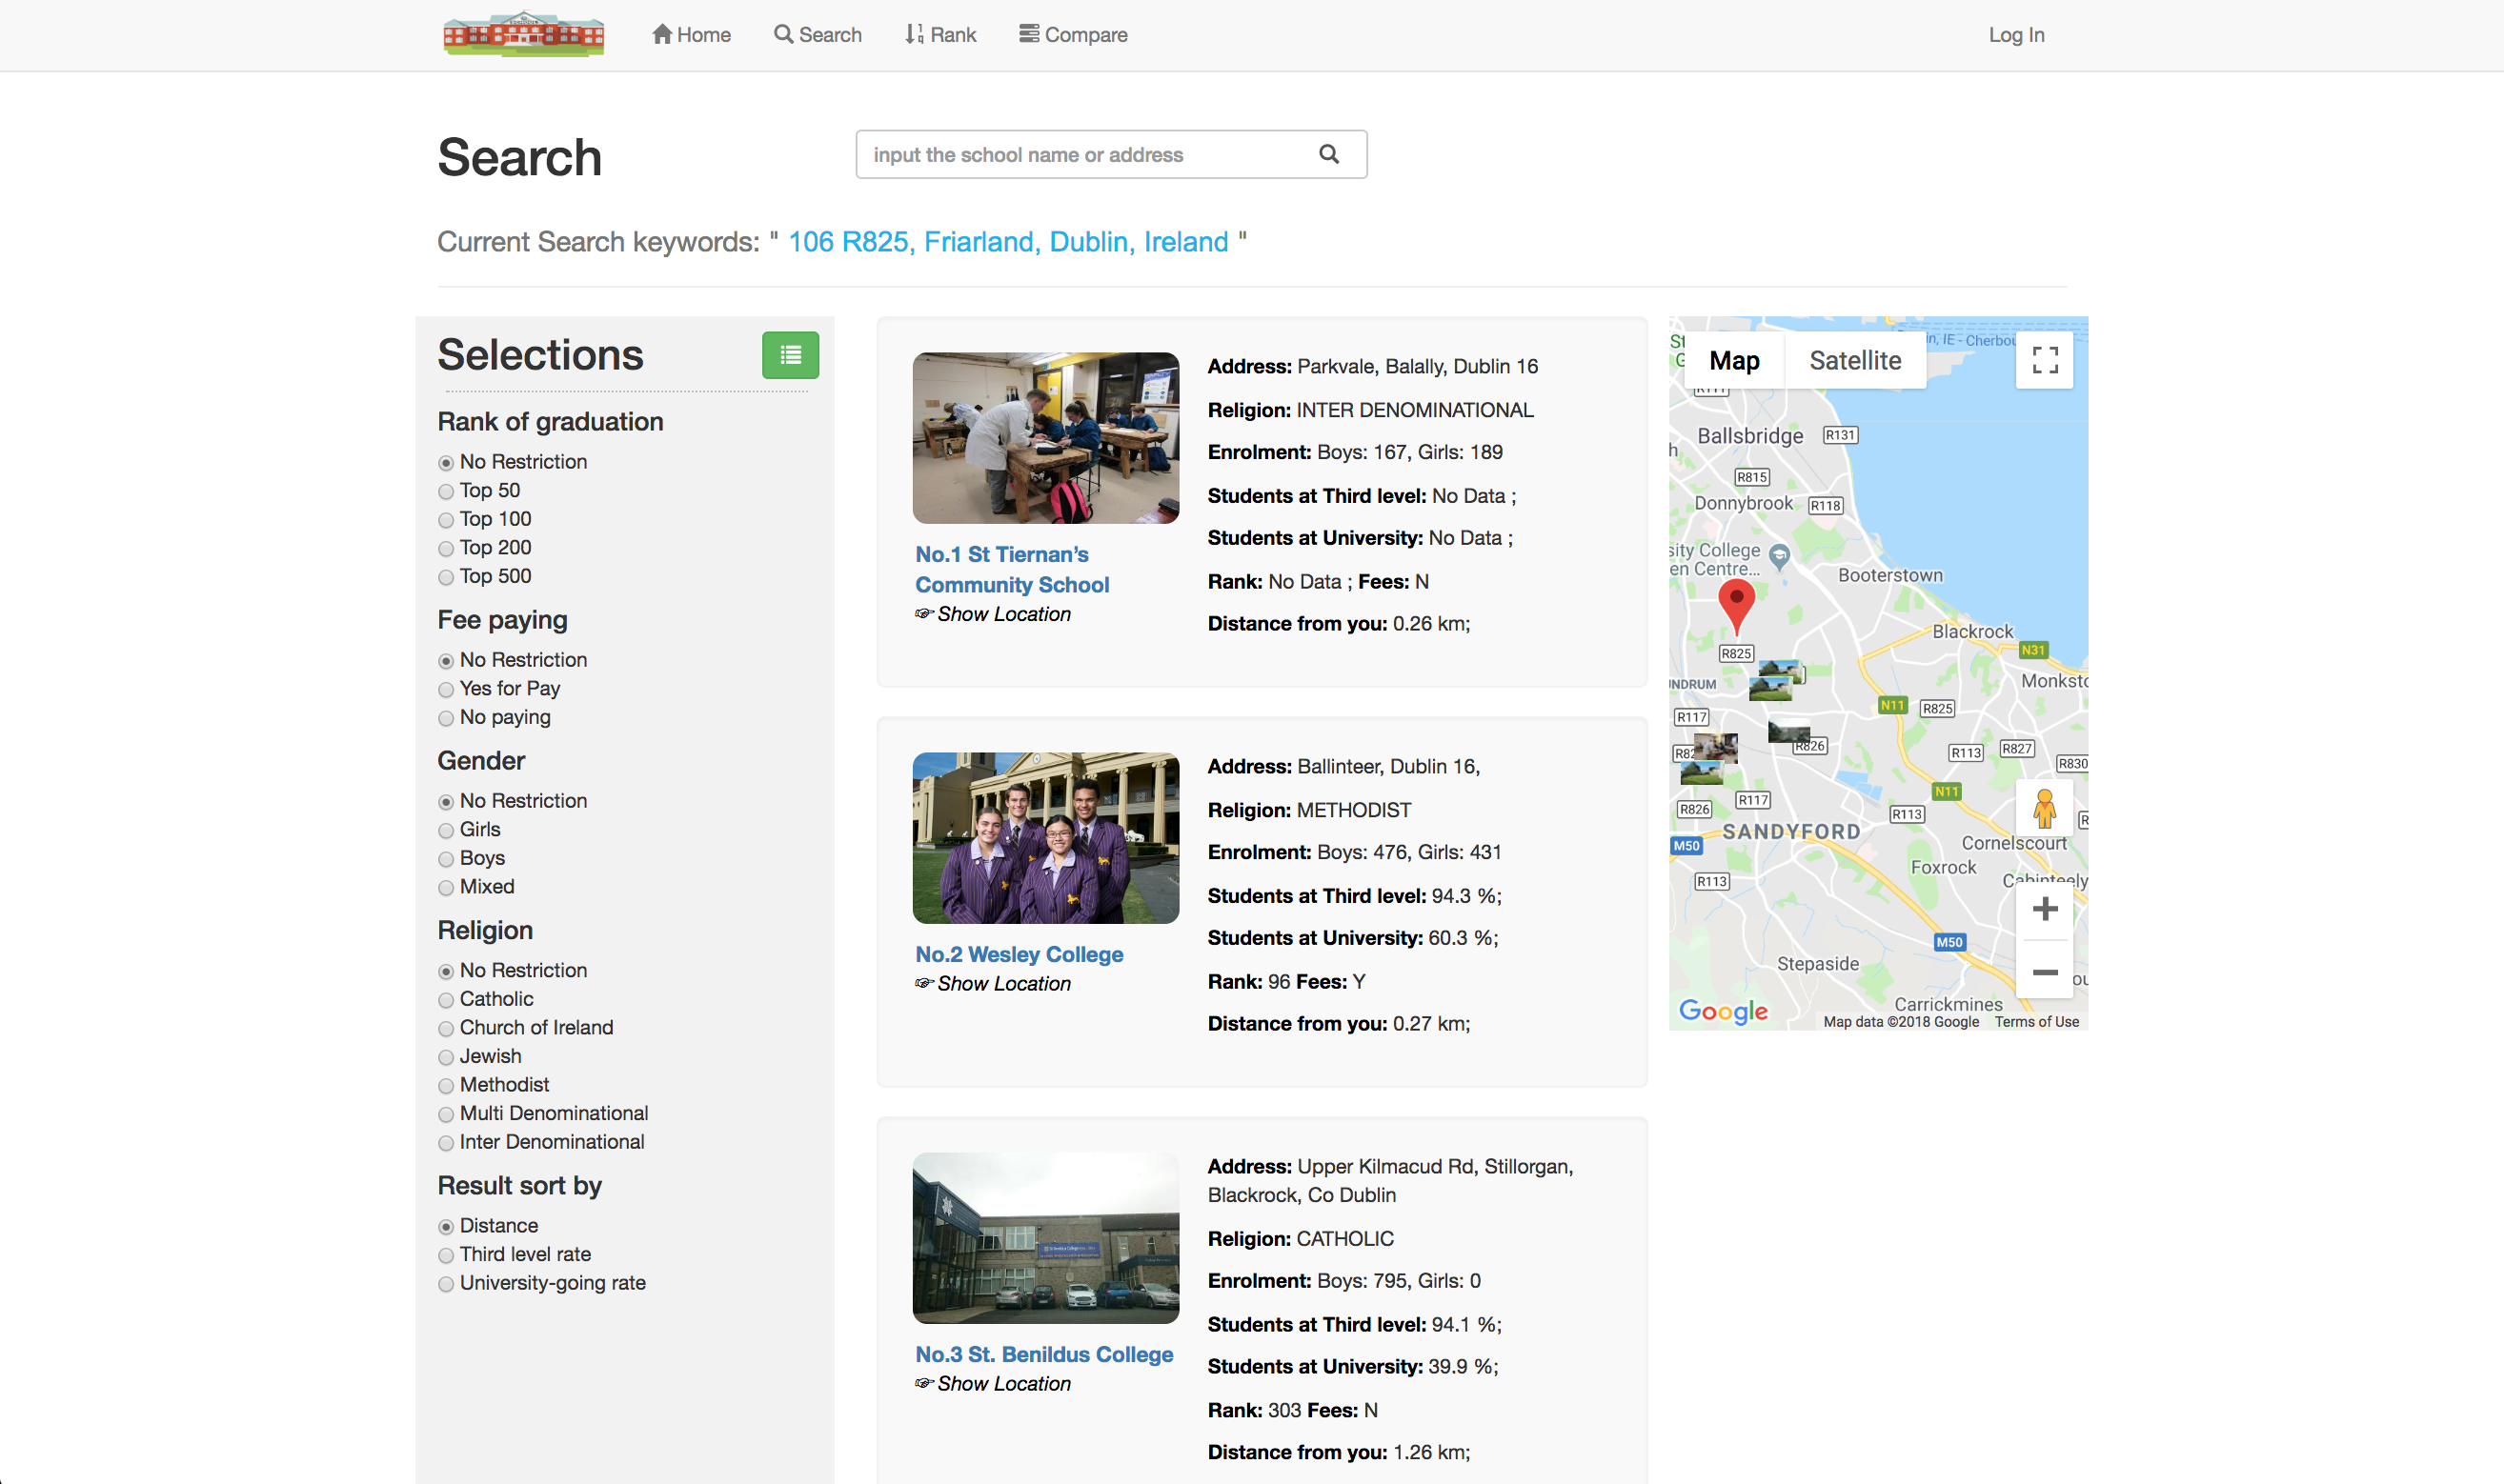 Home Search Rank Compare Log In
Search
input the school name or address
Current Search keywords: " 106 R825, Friarland, Dublin, Ireland "
Selections
Rank of graduation
No Restriction
Top 50
Top 100
Top 200
Top 500
Fee paying
No Restriction
Yes for Pay
No paying
Gender
No Restriction
Girls
Boys
Mixed
Religion
No Restriction
Catholic
Church of Ireland
Jewish
Methodist
Multi Denominational
Inter Denominational
Result sort by
Distance
Third level rate
University-going rate
No.1 St Tiernan’s
Community School
Show Location
Address: Parkvale, Balally, Dublin 16
Religion: INTER DENOMINATIONAL
Enrolment: Boys: 167, Girls: 189
Students at Third level: No Data ;
Students at University: No Data ;
Rank: No Data ; Fees: N
Distance from you: 0.26 km;
No.2 Wesley College
Show Location
Address: Ballinteer, Dublin 16,
Religion: METHODIST
Enrolment: Boys: 476, Girls: 431
Students at Third level: 94.3 %;
Students at University: 60.3 %;
Rank: 96 Fees: Y
Distance from you: 0.27 km;
No.3 St. Benildus College
Show Location
Address: Upper Kilmacud Rd, Stillorgan,
Blackrock, Co Dublin
Religion: CATHOLIC
Enrolment: Boys: 795, Girls: 0
Students at Third level: 94.1 %;
Students at University: 39.9 %;
Rank: 303 Fees: N
Distance from you: 1.26 km;
Map Satellite
n, IE - Cherbou
Ballsbridge R131
R815
Donnybrook R118
sity College
en Centre...
Booterstown
Blackrock
R825 N31
NDRUM Monksto
N11 R825
R117
R826
R113 R827
R830
R117 N11
R826 R113
SANDYFORD
M50 Cornelscourt
Foxrock
R113 Cabinteely
M50
Stepaside
Carrickmines
Google Map data ©2018 Google Terms of Use